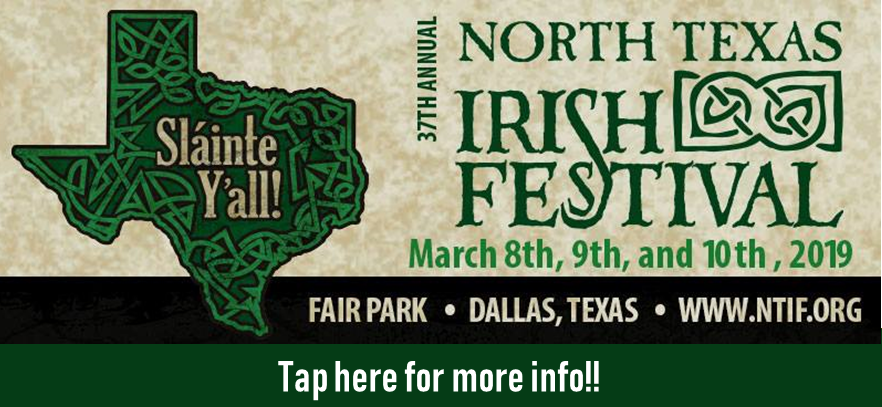 Sláinte
Y'all!
37TH ANNUAL
NORTH TEXAS
IRISH
FESTIVAL
March 8th, 9th, and 10th , 2019
FAIR PARK • DALLAS, TEXAS • WWW.NTIF.ORG
Tap here for more info!!